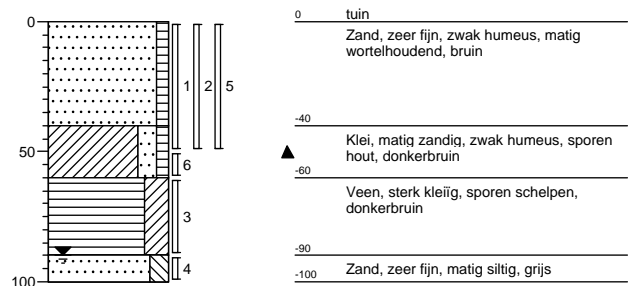 0
50
100
1 2 5
6
3
4
0 tuin
Zand, zeer fijn, zwak humeus, matig
wortelhoudend, bruin
-40
Klei, matig zandig, zwak humeus, sporen
hout, donkerbruin
-60
Veen, sterk kleiïg, sporen schelpen,
donkerbruin
-90
Zand, zeer fijn, matig siltig, grijs
-100